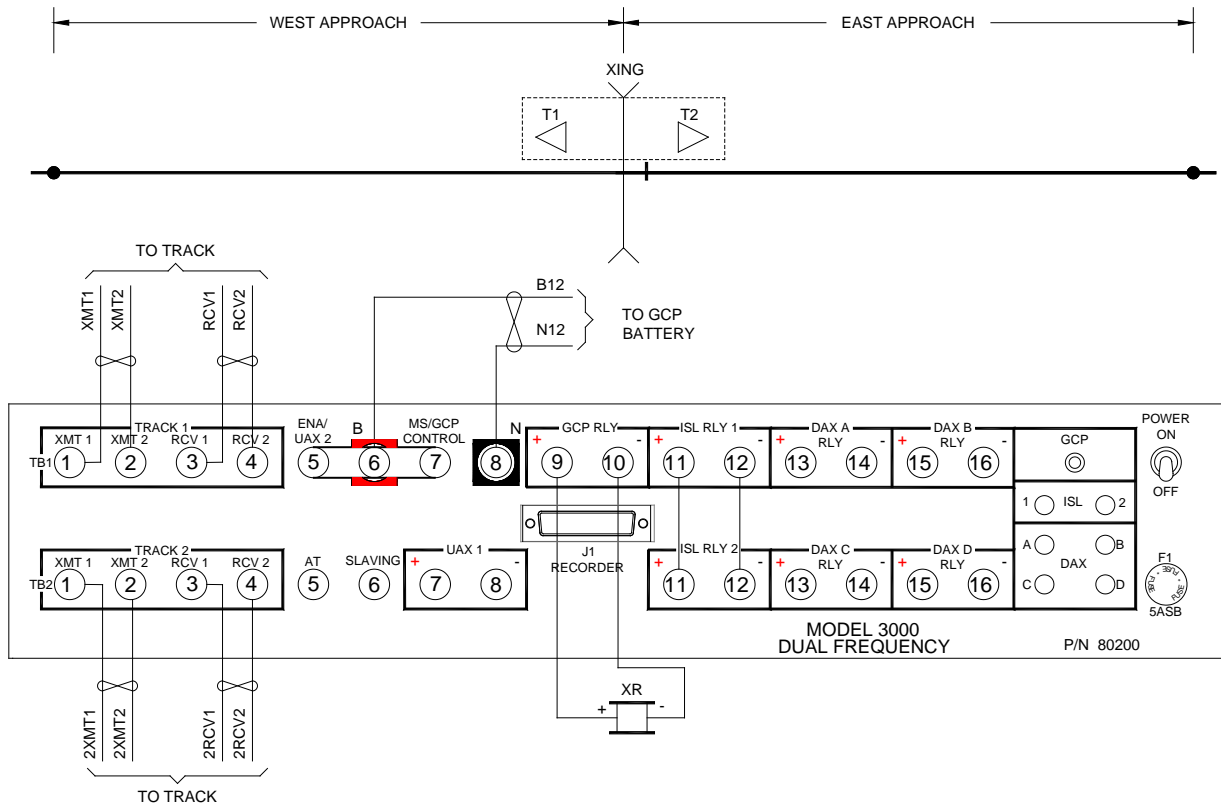 WEST APPROACH
EAST APPROACH
XING
T1
T2
TO TRACK
XMT1
XMT2
RCV1
RCV2
B12
N12
TO GCP
BATTERY
TRACK 1
XMT 1
XMT 2
RCV 1
RCV 2
TB1
1
2
3
4
ENA/
UAX 2
B
MS/GCP
CONTROL
N
5
6
7
8
+
GCP RLY
-
9
10
+
ISL RLY 1
-
11
12
+
DAX A
RLY
-
13
14
+
DAX B
RLY
-
15
16
GCP
1
ISL
2
POWER
ON
OFF
TRACK 2
XMT 1
XMT 2
RCV 1
RCV 2
TB2
1
2
3
4
AT
5
SLAVING
6
+
UAX 1
-
7
8
J1
RECORDER
+
ISL RLY 2
-
11
12
+
DAX C
RLY
-
13
14
+
DAX D
RLY
-
15
16
A
B
DAX
C
D
F1
FUSE
FUSE
FUSE
5ASB
MODEL 3000
DUAL FREQUENCY
P/N 80200
XR
+
-
2XMT1
2XMT2
2RCV1
2RCV2
TO TRACK